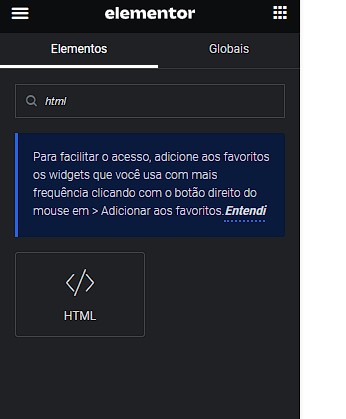 elementor
Elementos Globais
html
Para facilitar o acesso, adicione aos favoritos
os widgets que você usa com mais
frequência clicando com o botão direito do
mouse em > Adicionar aos favoritos.Entendi
HTML